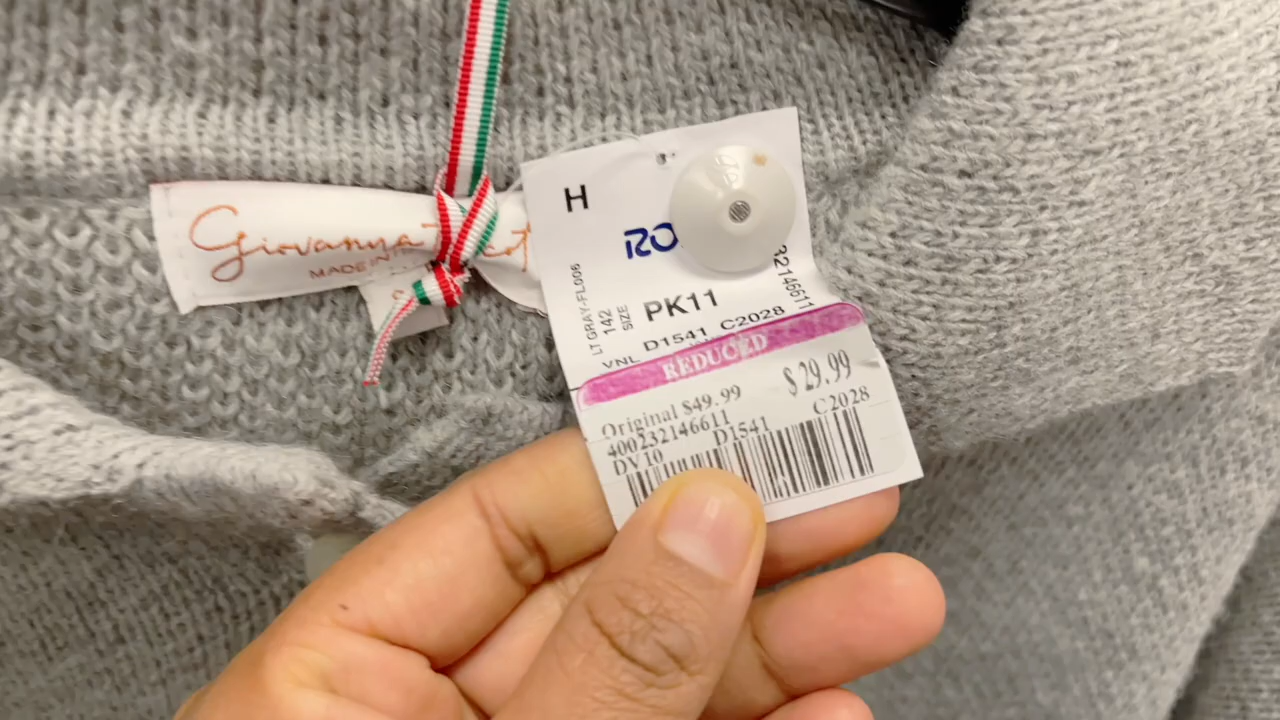 Giovanna
MADE IN
H
RO
LT GRAY-FL006
142
SIZE
PK11
32146611
VNL D1541 C2028
REDUCED
Original $49.99 $29.99
400232146611
DV10 D1541 C2028